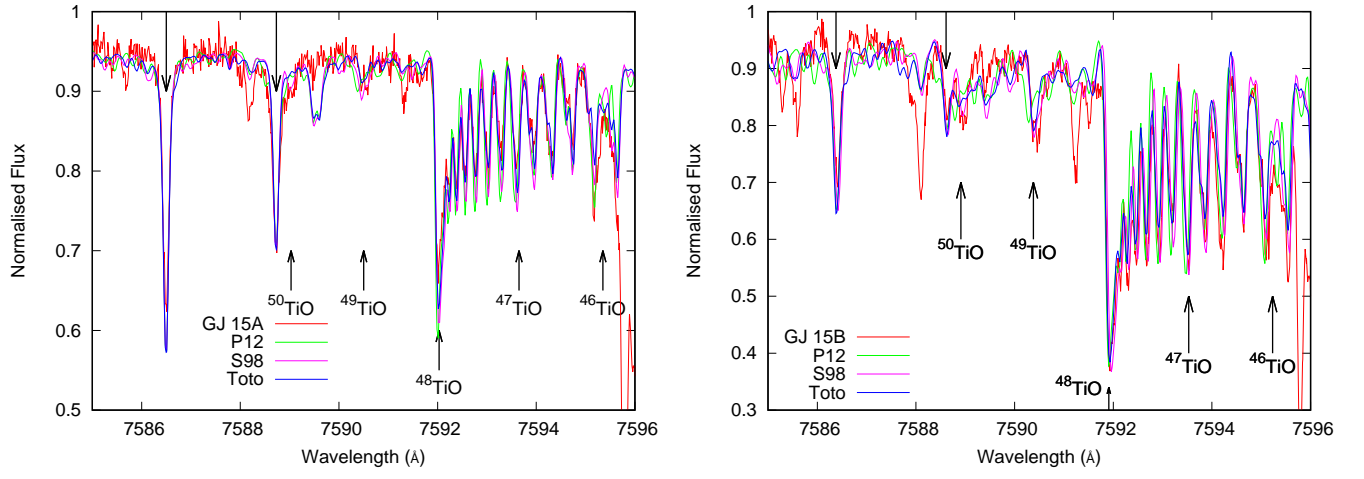 Normalised Flux
1
0.9
0.8
0.7
0.6
0.5
7586 7588 7590 7592 7594 7596
Wavelength (Å)
⁵⁰TiO
⁴⁹TiO
⁴⁷TiO
⁴⁶TiO
⁴⁸TiO
GJ 15A
P12
S98
Toto
Normalised Flux
1
0.9
0.8
0.7
0.6
0.5
0.4
0.3
7586 7588 7590 7592 7594 7596
Wavelength (Å)
⁵⁰TiO
⁴⁹TiO
⁴⁷TiO
⁴⁶TiO
⁴⁸TiO
GJ 15B
P12
S98
Toto